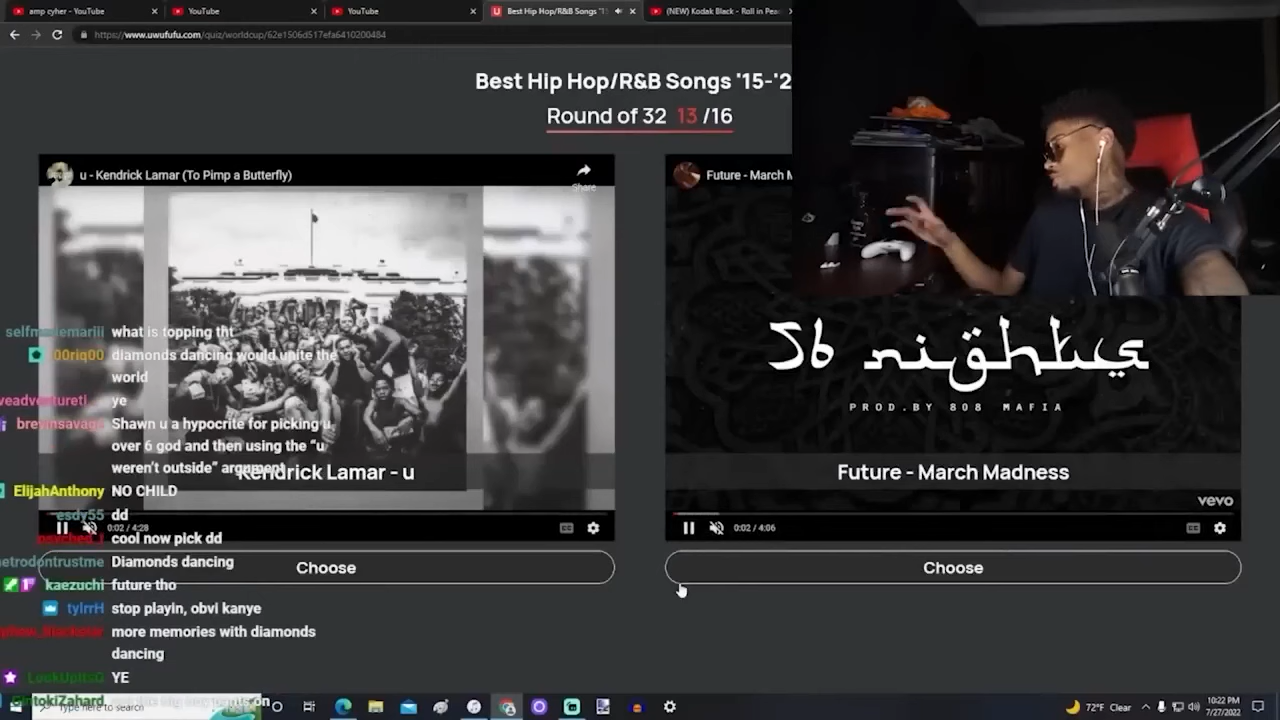 amp cyher - YouTube
YouTube
YouTube
Best Hip Hop/R&B Songs '15-
(NEW) Kodak Black - Roll in Pea
https://www.uwufufu.com/quiz/worldcup/62e1506d517efa6410200484
Best Hip Hop/R&B Songs '15-'2
Round of 32 13 /16
u - Kendrick Lamar (To Pimp a Butterfly)
Share
Future - March M
56 nights
PROD.BY 808 MAFIA
Kendrick Lamar - u
Future - March Madness
vevo
0:02 / 4:28
0:02 / 4:06
Choose
Choose
what is topping tht
00riq00 diamonds dancing would unite the
world
veadventureti ye
Shawn u a hypocrite for picking u
over 6 god and then using the “u
weren’t outside” argument
ElijahAnthony NO CHILD
esdy55 dd
cool now pick dd
etrodontrustme Diamonds dancing
kaezuchi future tho
tylrrH stop playin, obvi kanye
more memories with diamonds
dancing
YE
GintokiZahard
Type here to search
72°F Clear
10:22 PM
7/27/2022